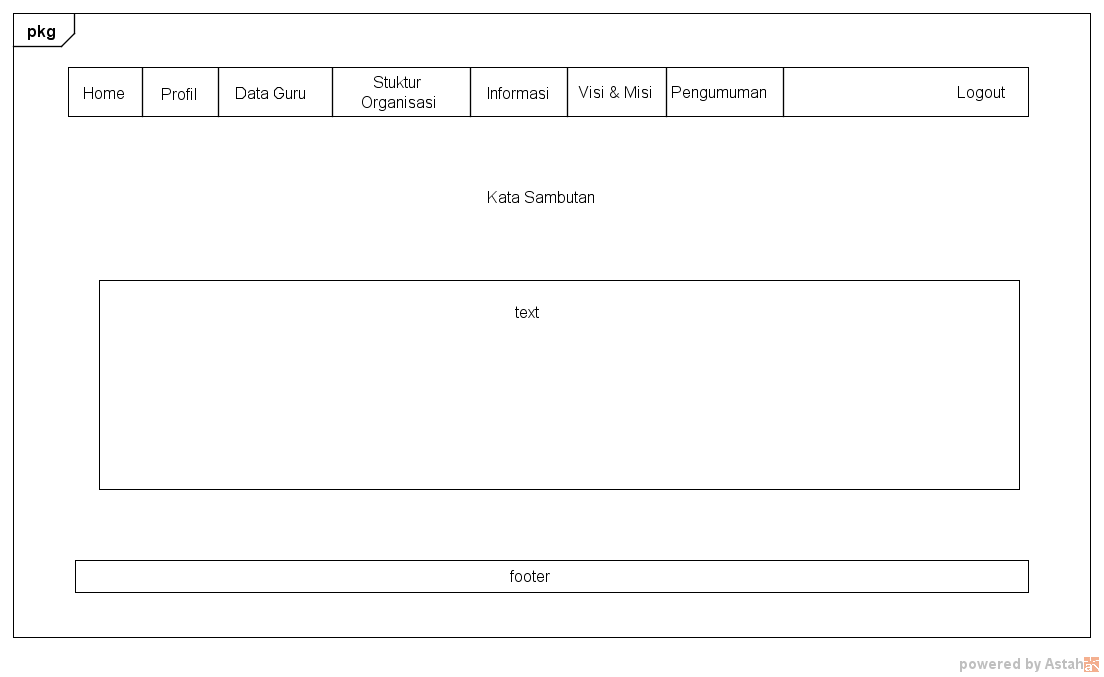 pkg
Home
Profil
Data Guru
Stuktur
Organisasi
Informasi
Visi & Misi
Pengumuman
Logout
Kata Sambutan
text
footer
powered by Astah